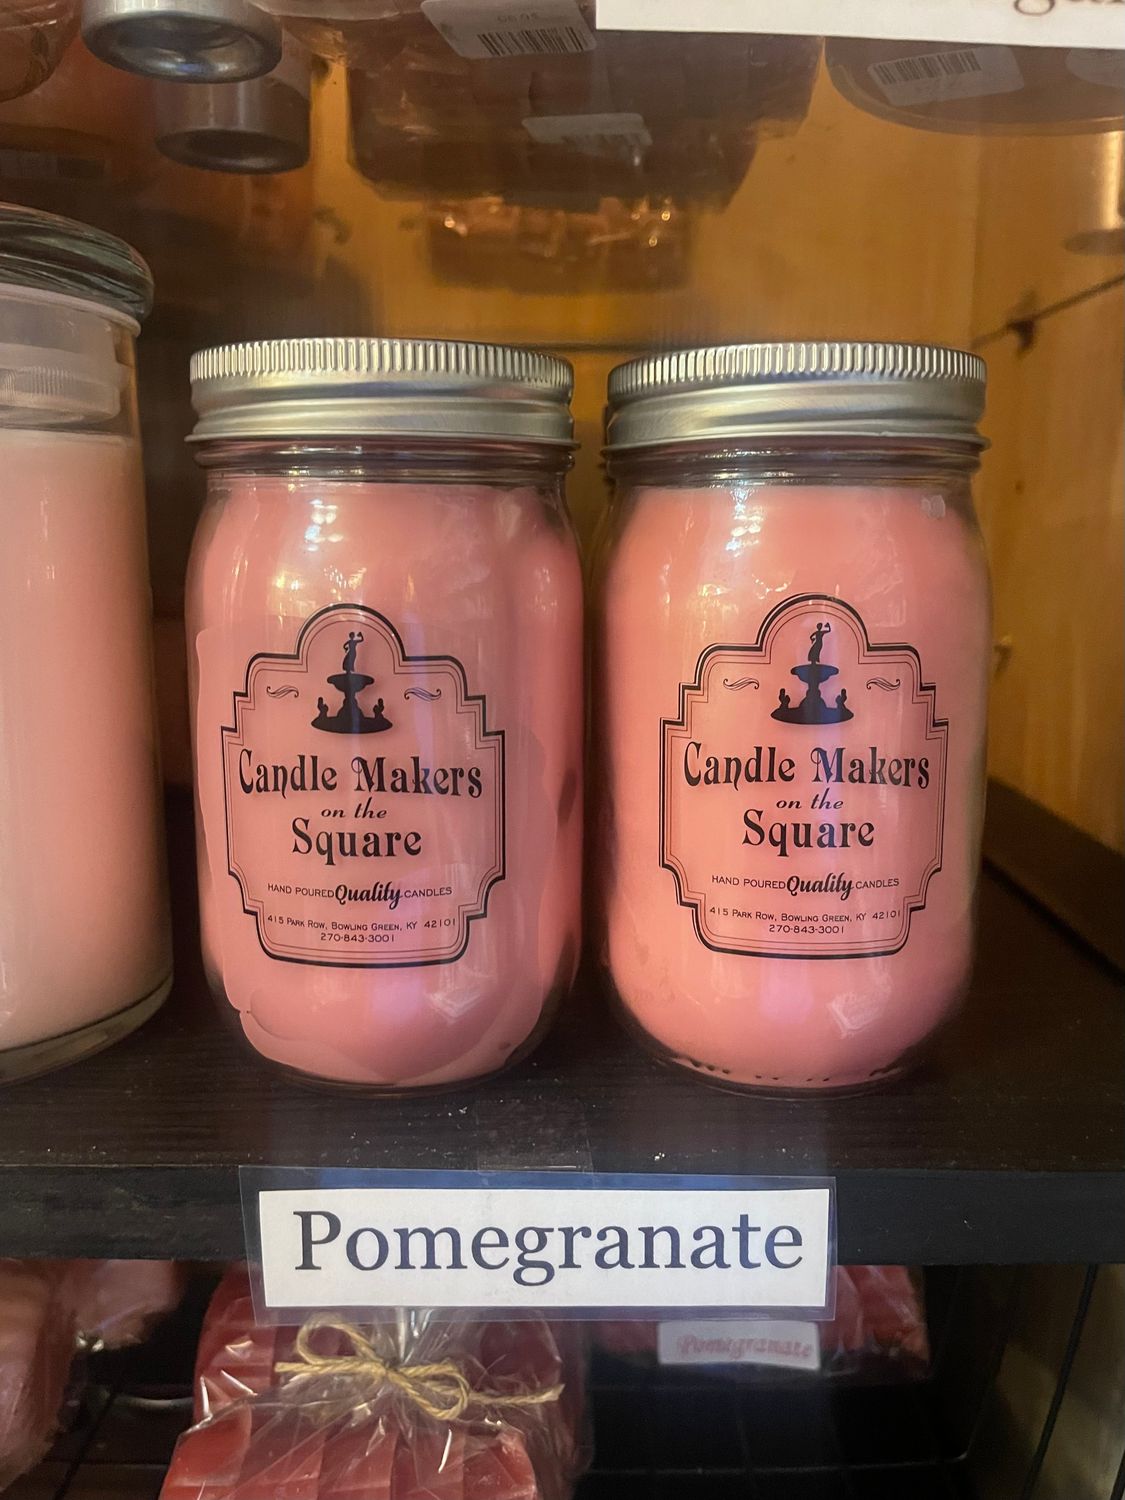 Candle Makers
on the
Square
HAND POURED Quality CANDLES
415 PARK ROW, BOWLING GREEN, KY 42101
270-843-3001
Candle Makers
on the
Square
HAND POURED Quality CANDLES
415 PARK ROW, BOWLING GREEN, KY 42101
270-843-3001
Pomegranate
Pomegranate